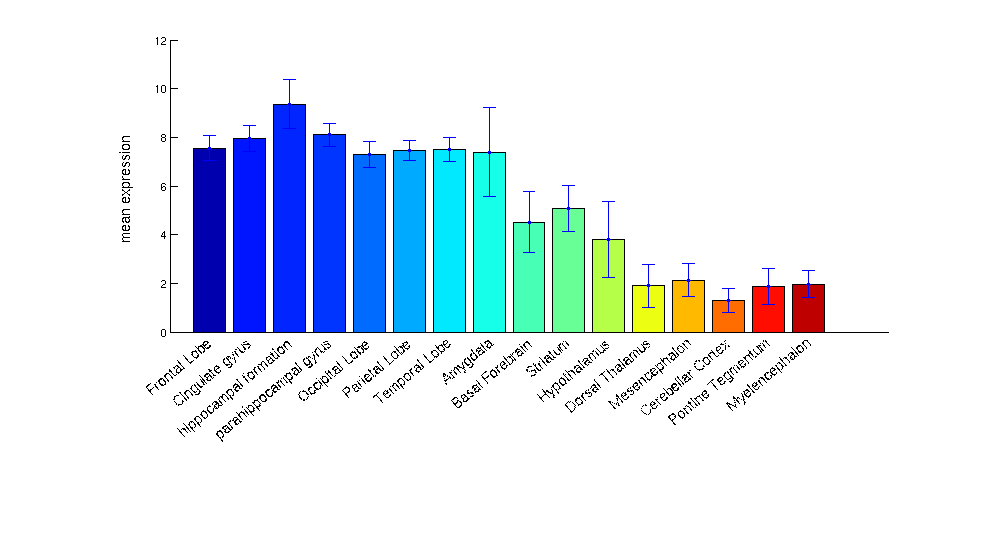 12
10
8
6
4
2
0
mean expression
Frontal Lobe
Cingulate gyrus
hippocampal formation
parahippocampal gyrus
Occipital Lobe
Parietal Lobe
Temporal Lobe
Amygdala
Basal Forebrain
Striatum
Hypothalamus
Dorsal Thalamus
Mesencephalon
Cerebellar Cortex
Pontine Tegmentum
Myelencephalon